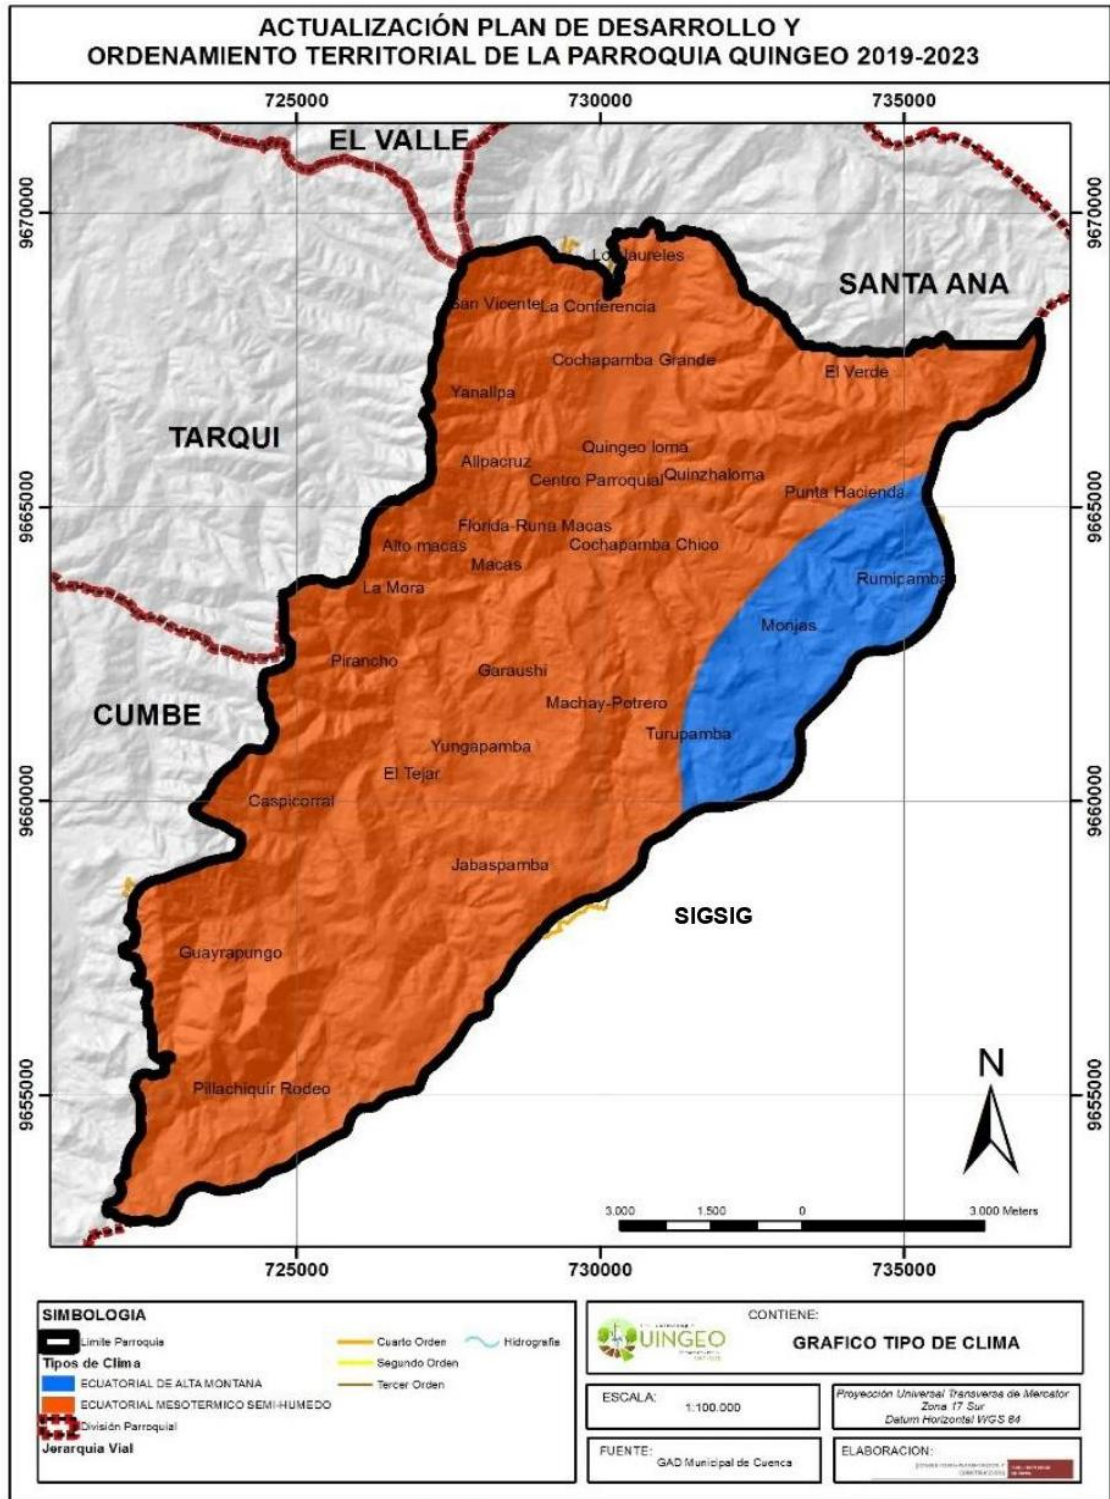 ACTUALIZACIÓN PLAN DE DESARROLLO Y
ORDENAMIENTO TERRITORIAL DE LA PARROQUIA QUINGEO 2019-2023
725000 730000 735000
EL VALLE
9670000 9670000
Los laureles
SANTA ANA
San Vicente La Conferencia
Cochapamba Grande
El Verde
Yanallpa
TARQUI
Quingeo loma
Allpacruz
Centro Parroquial Quinzhaloma
Punta Hacienda
9665000 9665000
Florida-Runa Macas
Alto macas Cochapamba Chico
Macas
Rumipamba
La Mora
Monjas
Pirancho
Garaushi
Machay-Potrero
CUMBE
Turupamba
Yungapamba
El Tejar
Caspicorral
9660000 9660000
Jabaspamba
SIGSIG
Guayrapungo
N
Pillachiquir Rodeo
9655000 9655000
3.000 1.500 0 3.000 Meters
725000 730000 735000
SIMBOLOGIA
Limite Parroquia
Tipos de Clima
ECUATORIAL DE ALTA MONTANA
ECUATORIAL MESOTERMICO SEMI-HUMEDO
División Parroquial
Jerarquia Vial
Cuarto Orden
Segundo Orden
Tercer Orden
Hidrografia
CONTIENE:
UINGEO
GRAFICO TIPO DE CLIMA
ESCALA:
1:100.000
Proyección Universal Transversa de Mercator
Zona 17 Sur
Datum Horizontal WGS 84
FUENTE:
GAD Municipal de Cuenca
ELABORACION: